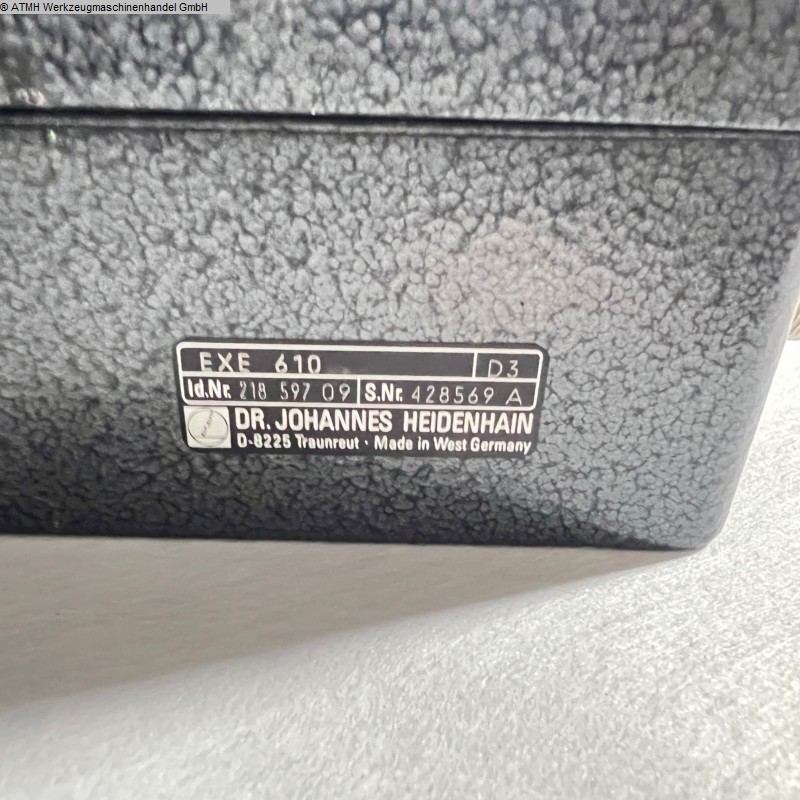 © ATMH Werkzeugmaschinenhandel GmbH
EXE 610 D3
Id.Nr. 218 597 09 S.Nr. 428569 A
DR. JOHANNES HEIDENHAIN
D-8225 Traunreut · Made in West Germany